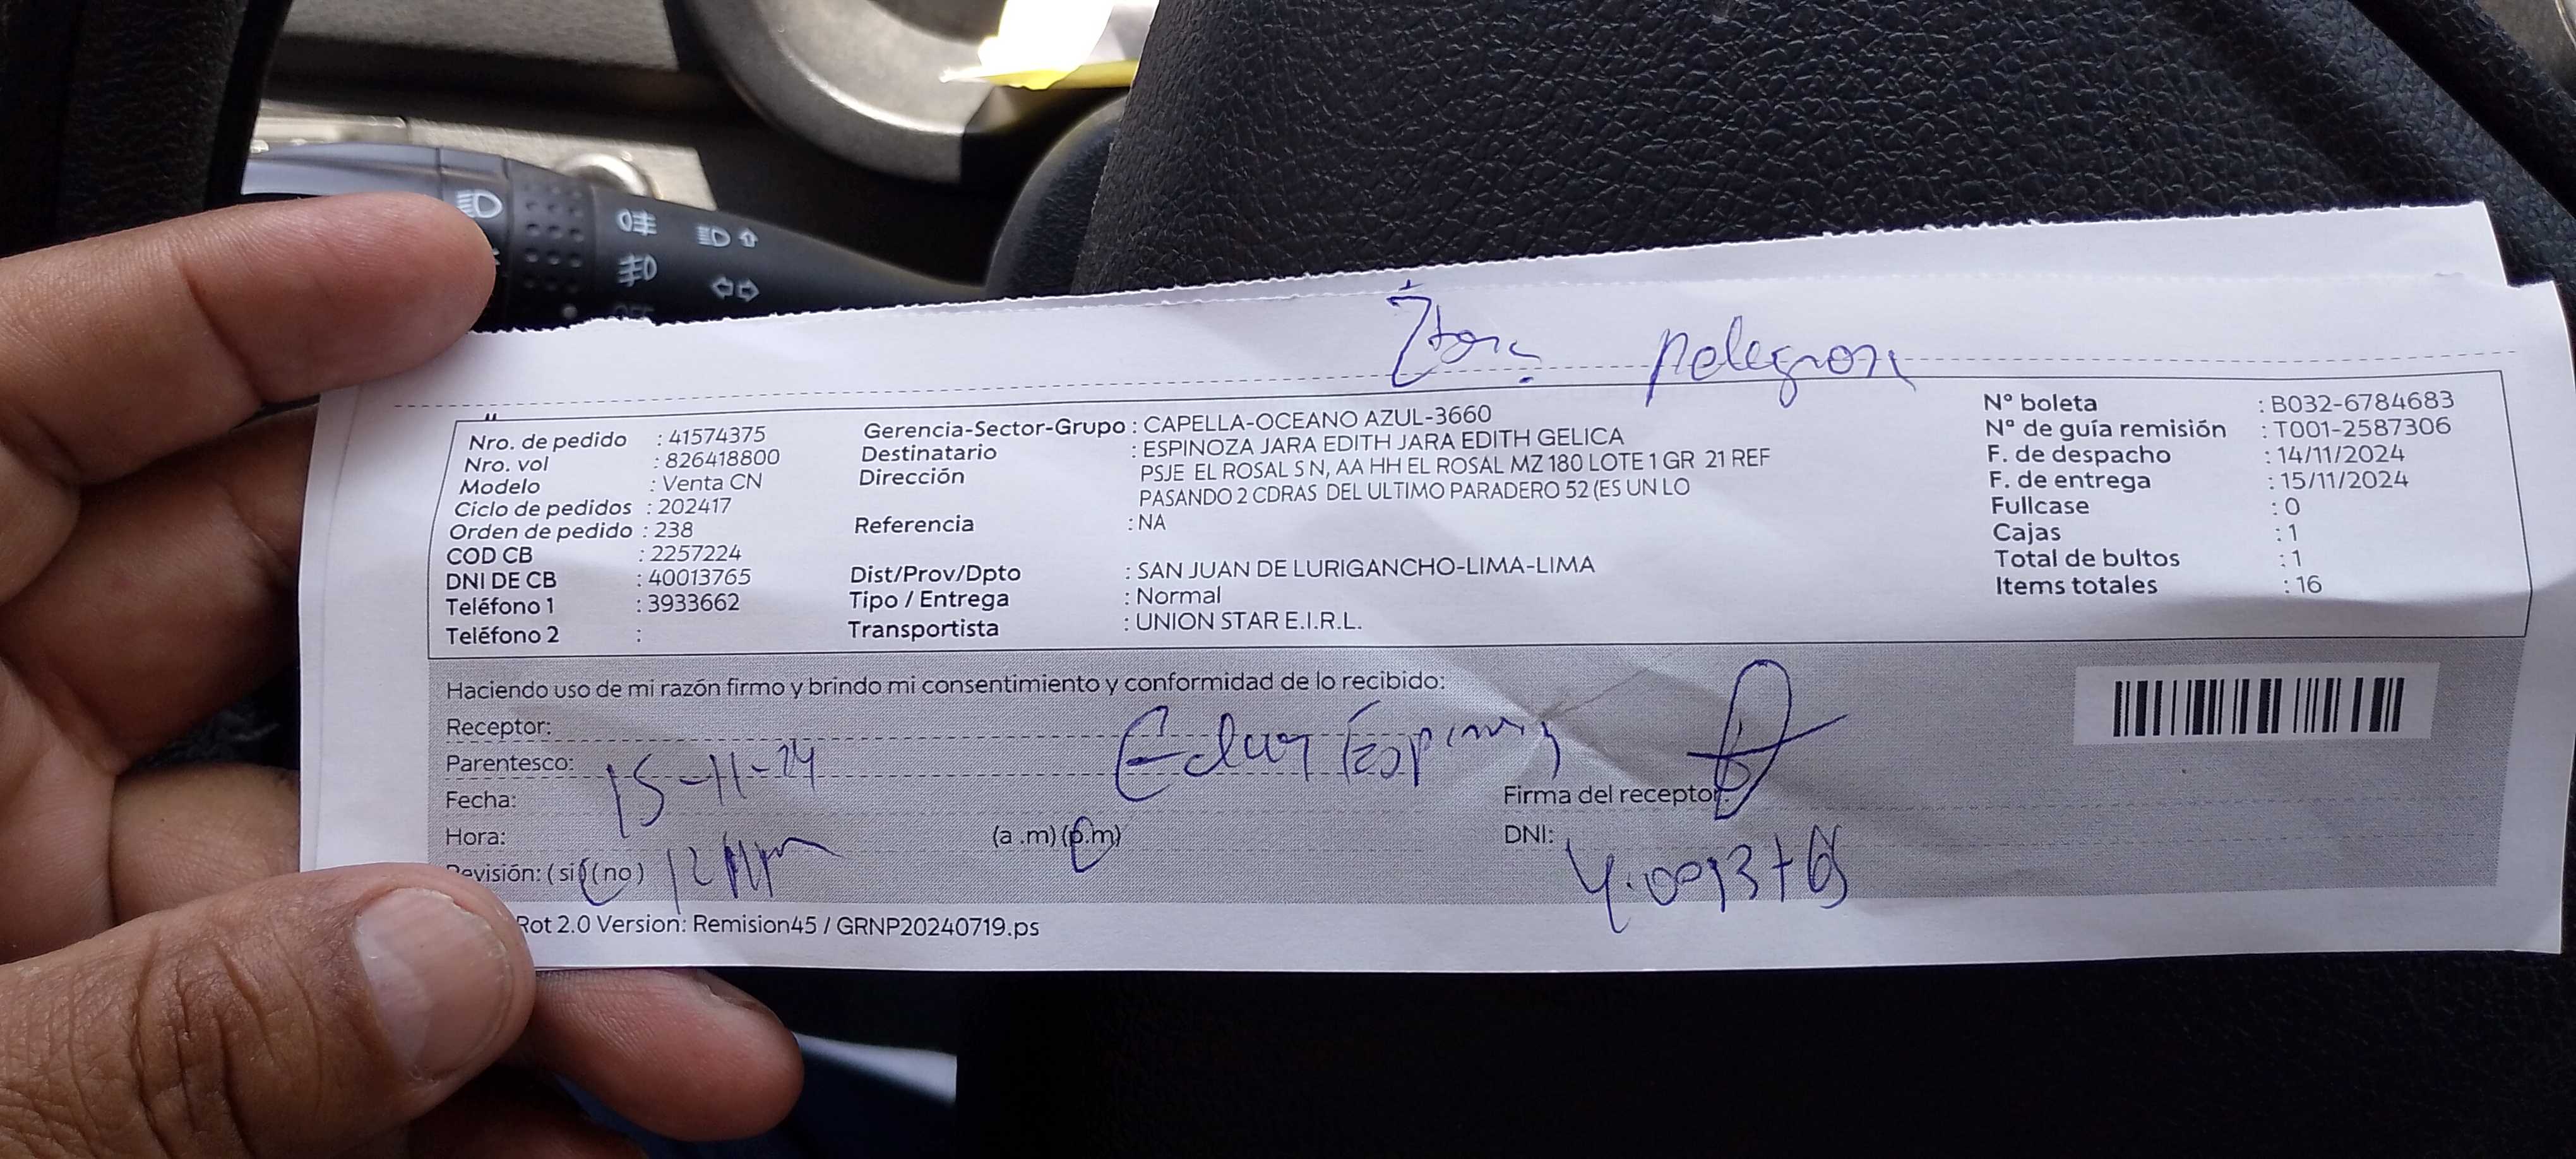 Zona pelegrosa
Nro. de pedido : 41574375
Nro. vol : 826418800
Modelo : Venta CN
Ciclo de pedidos : 202417
Orden de pedido : 238
COD CB : 2257224
DNI DE CB : 40013765
Teléfono 1 : 3933662
Teléfono 2 :
Gerencia-Sector-Grupo : CAPELLA-OCEANO AZUL-3660
Destinatario : ESPINOZA JARA EDITH JARA EDITH GELICA
Dirección PSJE EL ROSAL S N, AA HH EL ROSAL MZ 180 LOTE 1 GR 21 REF
PASANDO 2 CDRAS DEL ULTIMO PARADERO 52 (ES UN LO
Referencia : NA
Dist/Prov/Dpto : SAN JUAN DE LURIGANCHO-LIMA-LIMA
Tipo / Entrega : Normal
Transportista : UNION STAR E.I.R.L.
N° boleta : B032-6784683
N° de guía remisión : T001-2587306
F. de despacho : 14/11/2024
F. de entrega : 15/11/2024
Fullcase : 0
Cajas : 1
Total de bultos : 1
Items totales : 16
Haciendo uso de mi razón firmo y brindo mi consentimiento y conformidad de lo recibido:
Receptor:
Parentesco:
Fecha: 15-11-24
Hora: (a .m) (p.m)
Firma del receptor:
DNI: 40013765
Revisión: ( si) (no) 12
Rot 2.0 Version: Remision45 / GRNP20240719.ps